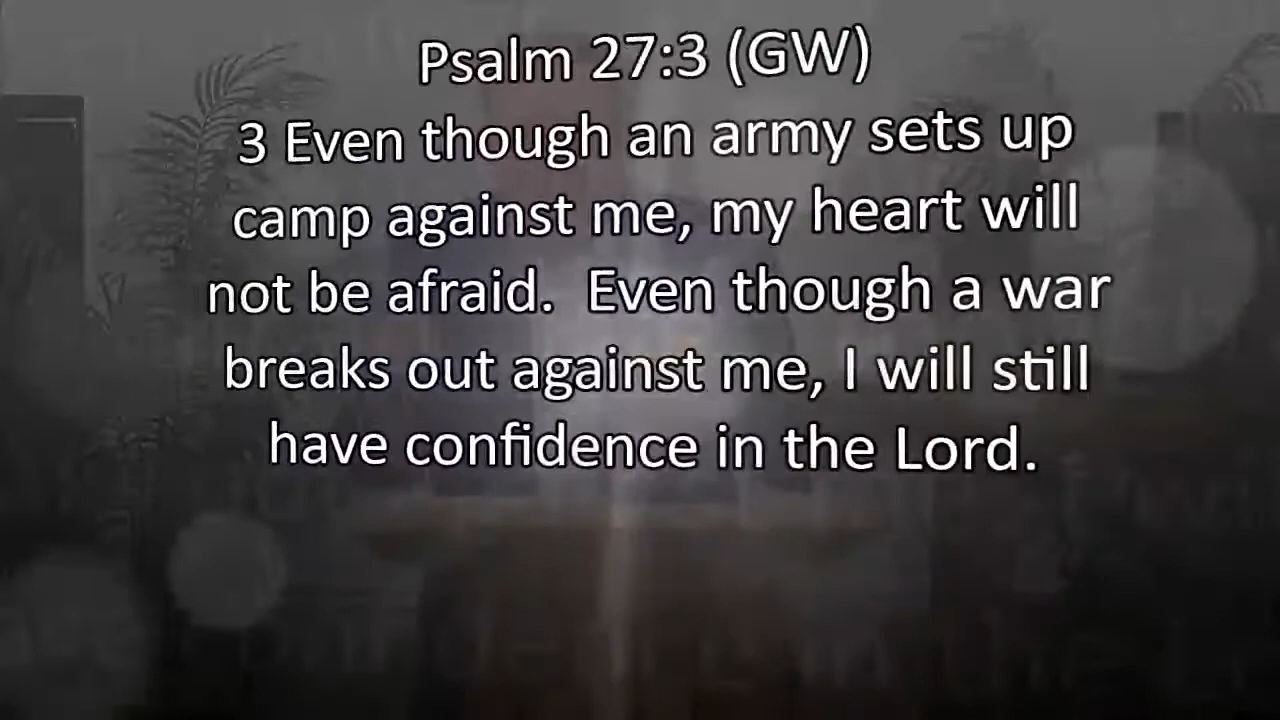 Psalm 27:3 (GW)
3 Even though an army sets up
camp against me, my heart will
not be afraid.  Even though a war
breaks out against me, I will still
have confidence in the Lord.